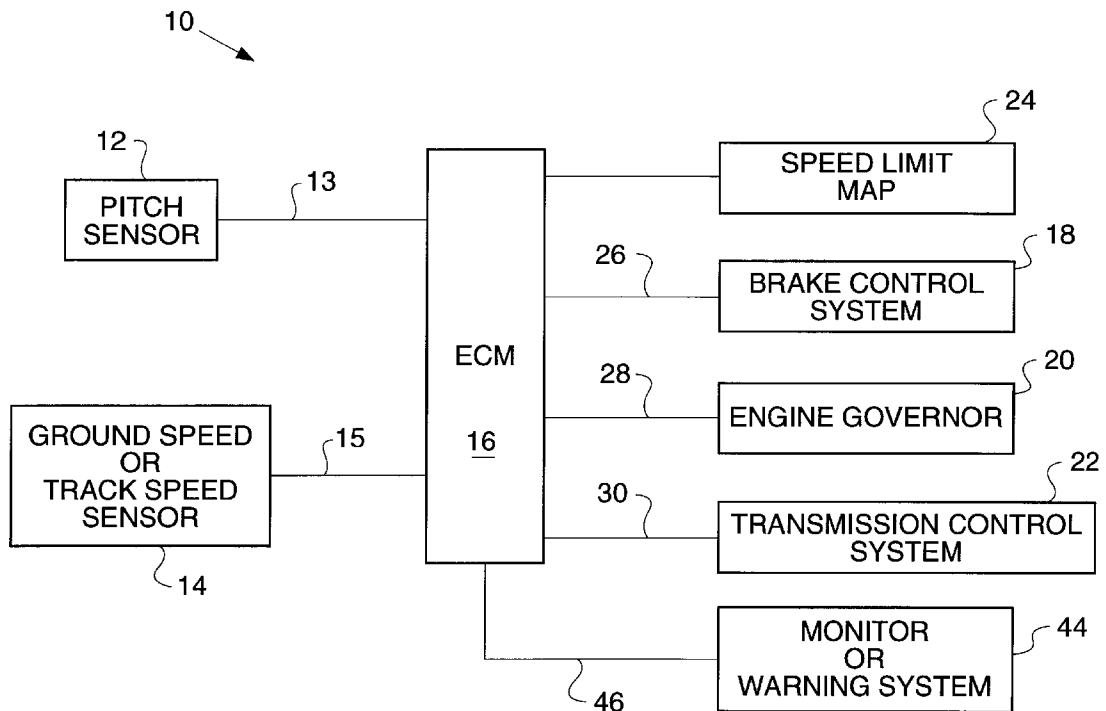 10
12
PITCH
SENSOR
13
GROUND SPEED
OR
TRACK SPEED
SENSOR
14
15
ECM
16
24
SPEED LIMIT
MAP
18
26
BRAKE CONTROL
SYSTEM
20
28
ENGINE GOVERNOR
22
30
TRANSMISSION CONTROL
SYSTEM
44
MONITOR
OR
WARNING SYSTEM
46